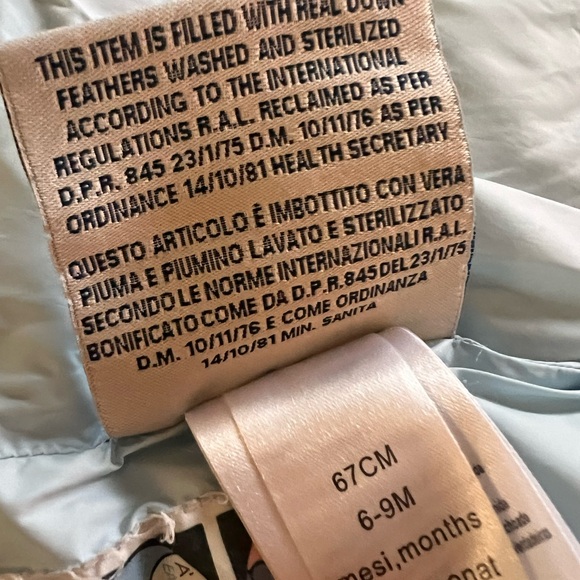 THIS ITEM IS FILLED WITH REAL DOWN
FEATHERS WASHED AND STERILIZED
ACCORDING TO THE INTERNATIONAL
REGULATIONS R.A.L. RECLAIMED AS PER
D.P.R. 845 23/1/75 D.M. 10/11/76 AS PER
ORDINANCE 14/10/81 HEALTH SECRETARY
QUESTO ARTICOLO È IMBOTTITO CON VERA
PIUMA E PIUMINO LAVATO E STERILIZZATO
SECONDO LE NORME INTERNAZIONALI R.A.L.
BONIFICATO COME DA D.P.R. 845 DEL 23/1/75
D.M. 10/11/76 E COME ORDINANZA
14/10/81 MIN. SANITA
67CM
6-9M
mesi,months